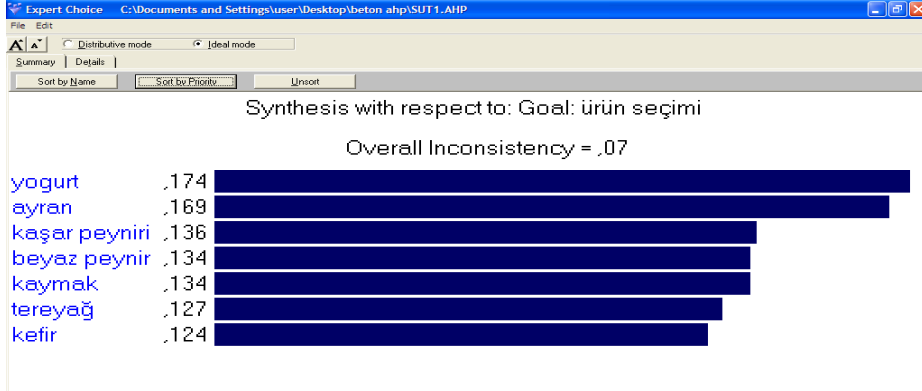 Expert Choice C:\Documents and Settings\user\Desktop\beton ahp\SUT1.AHP
File Edit
A A Distributive mode Ideal mode
Summary Details
Sort by Name Sort by Priority Unsort
Synthesis with respect to: Goal: ürün seçimi
Overall Inconsistency = ,07
yogurt ,174
ayran ,169
kaşar peyniri ,136
beyaz peynir ,134
kaymak ,134
tereyağ ,127
kefir ,124